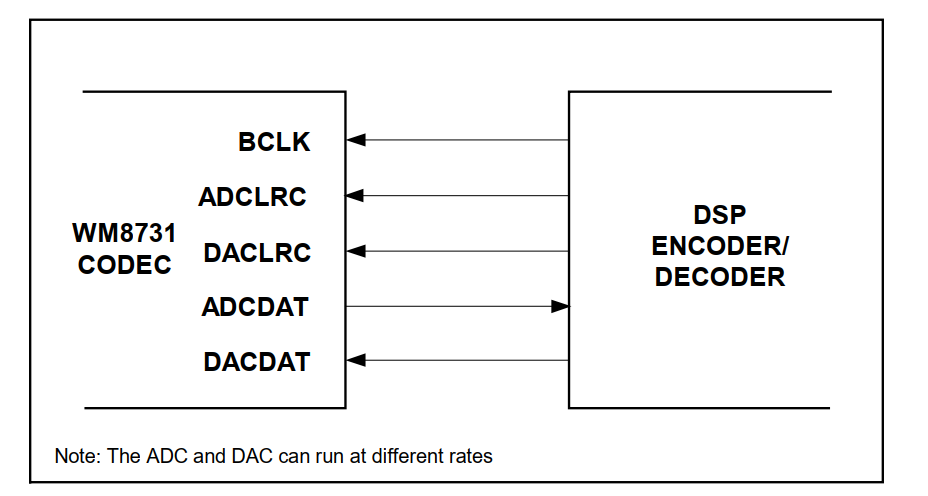 BCLK
ADCLRC
WM8731
CODEC
DACLRC
ADCDAT
DACDAT
DSP
ENCODER/
DECODER
Note: The ADC and DAC can run at different rates